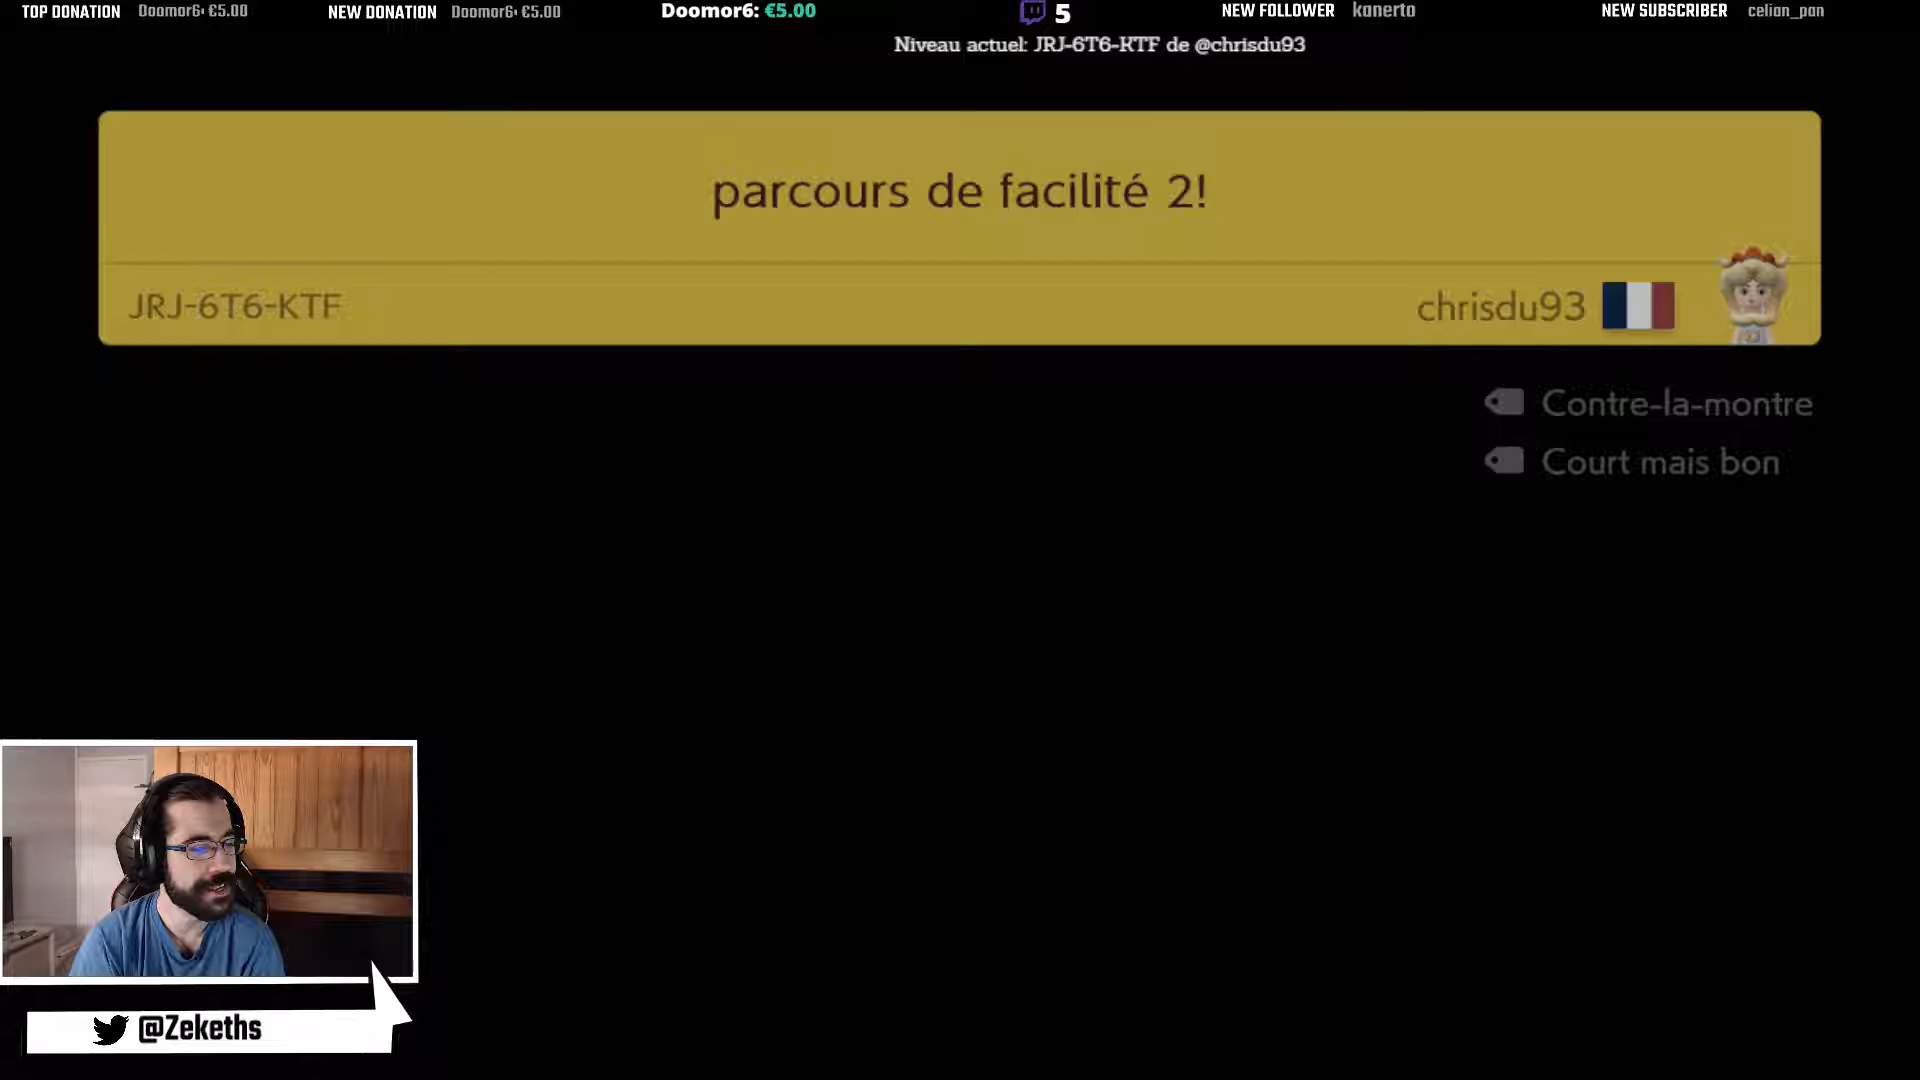 TOP DONATION Doomor6: €5.00 NEW DONATION Doomor6: €5.00 Doomor6: €5.00 5 NEW FOLLOWER kanerto NEW SUBSCRIBER celian_pan
Niveau actuel: JRJ-6T6-KTF de @chrisdu93
parcours de facilité 2!
JRJ-6T6-KTF chrisdu93
Contre-la-montre
Court mais bon
@Zekeths